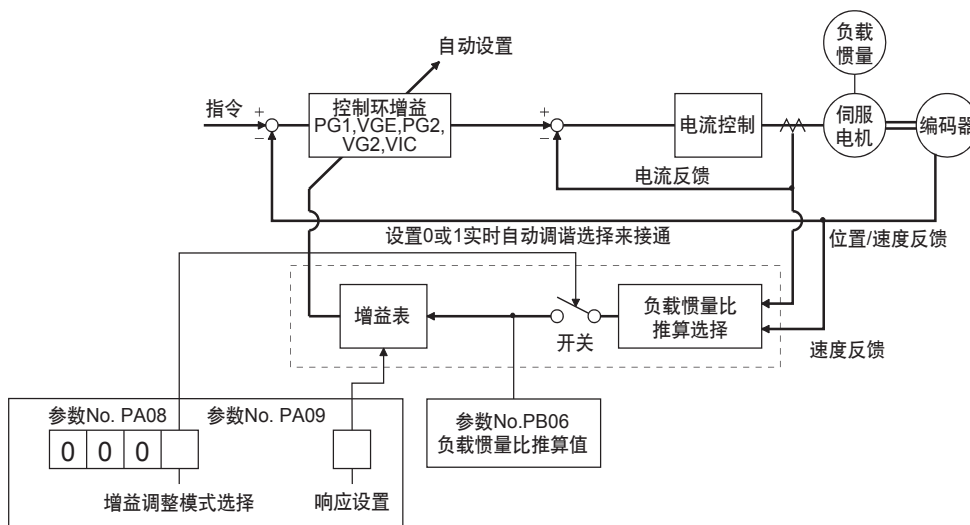 负载
惯量
自动设置
指令
+
−
控制环增益
PG1,VGE,PG2,
VG2,VIC
+
−
电流控制
伺服
电机
编码器
电流反馈
设置0或1实时自动调谐选择来接通
位置/速度反馈
增益表
开关
负载惯量比
推算选择
速度反馈
参数No. PA08
参数No. PA09
0 0 0
增益调整模式选择
响应设置
参数No.PB06
负载惯量比推算值